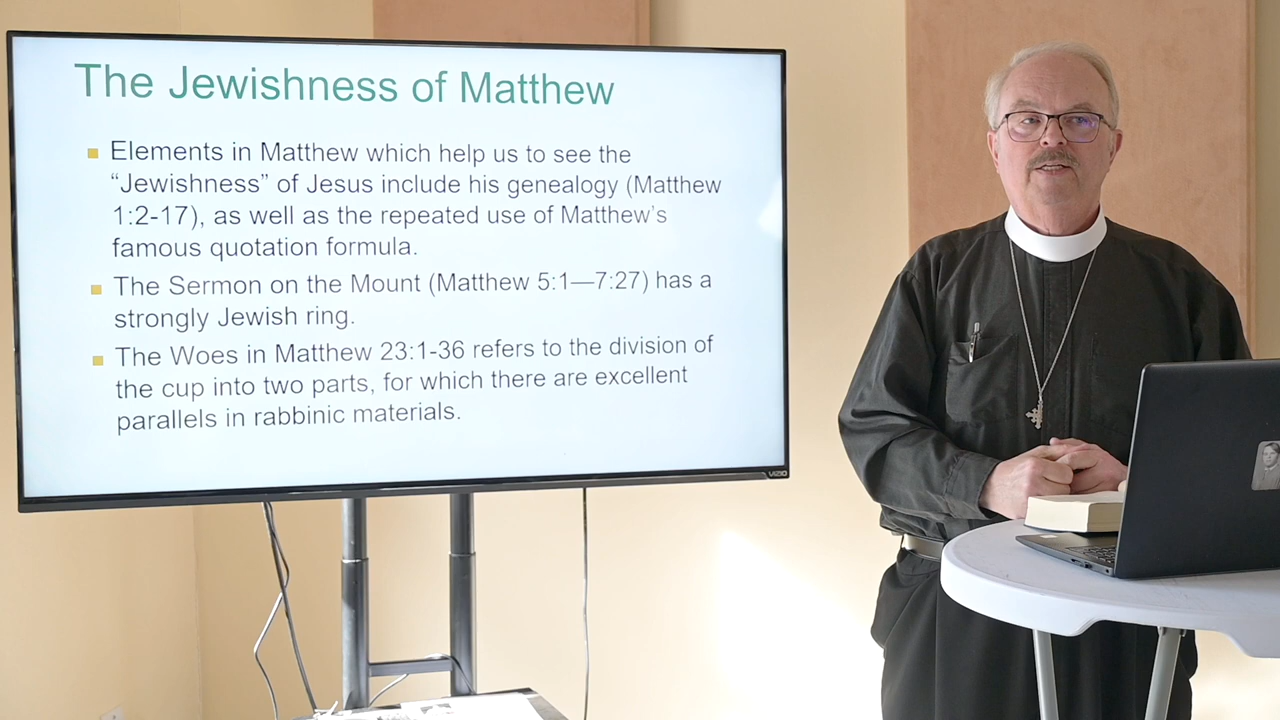 The Jewishness of Matthew
Elements in Matthew which help us to see the
“Jewishness” of Jesus include his genealogy (Matthew
1:2-17), as well as the repeated use of Matthew’s
famous quotation formula.
The Sermon on the Mount (Matthew 5:1—7:27) has a
strongly Jewish ring.
The Woes in Matthew 23:1-36 refers to the division of
the cup into two parts, for which there are excellent
parallels in rabbinic materials.
VIZIO